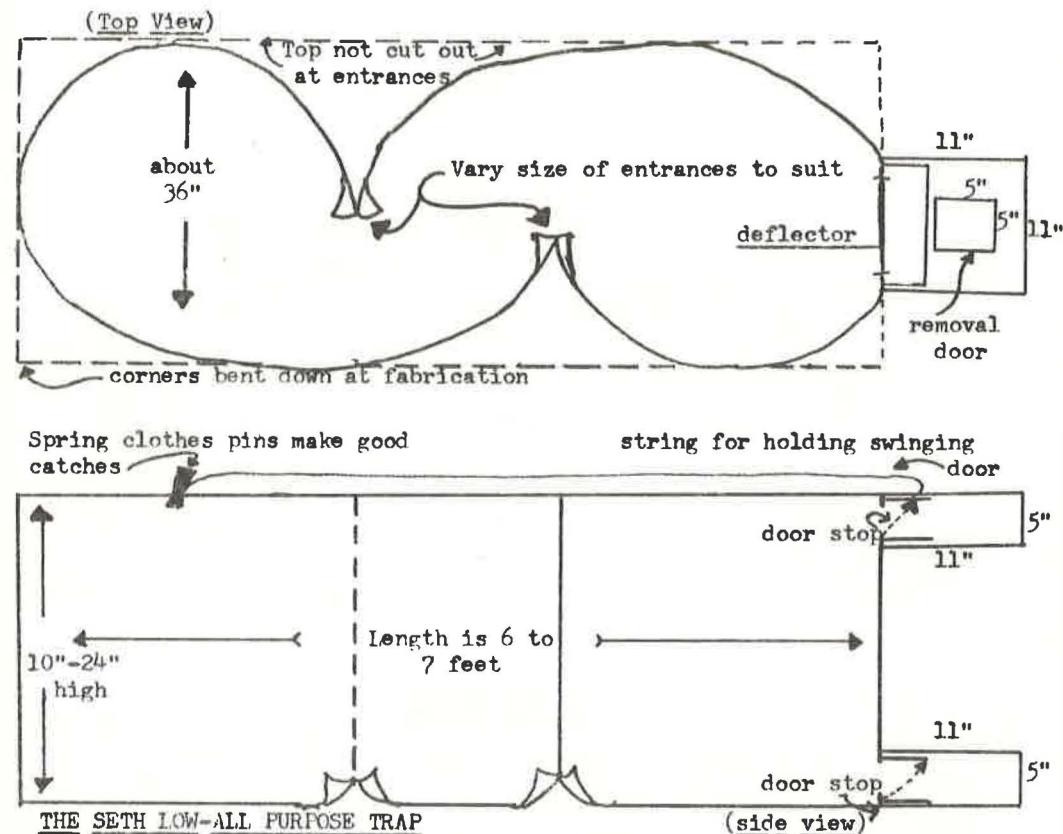 (Top View)
Top not cut out
at entrances
about
36"
Vary size of entrances to suit
11"
5"
5"
11"
deflector
removal
door
corners bent down at fabrication
Spring clothes pins make good
catches
string for holding swinging
door
5"
door stop
11"
Length is 6 to
7 feet
10"-24"
high
11"
5"
door stop
THE SETH LOW-ALL PURPOSE TRAP
(side view)